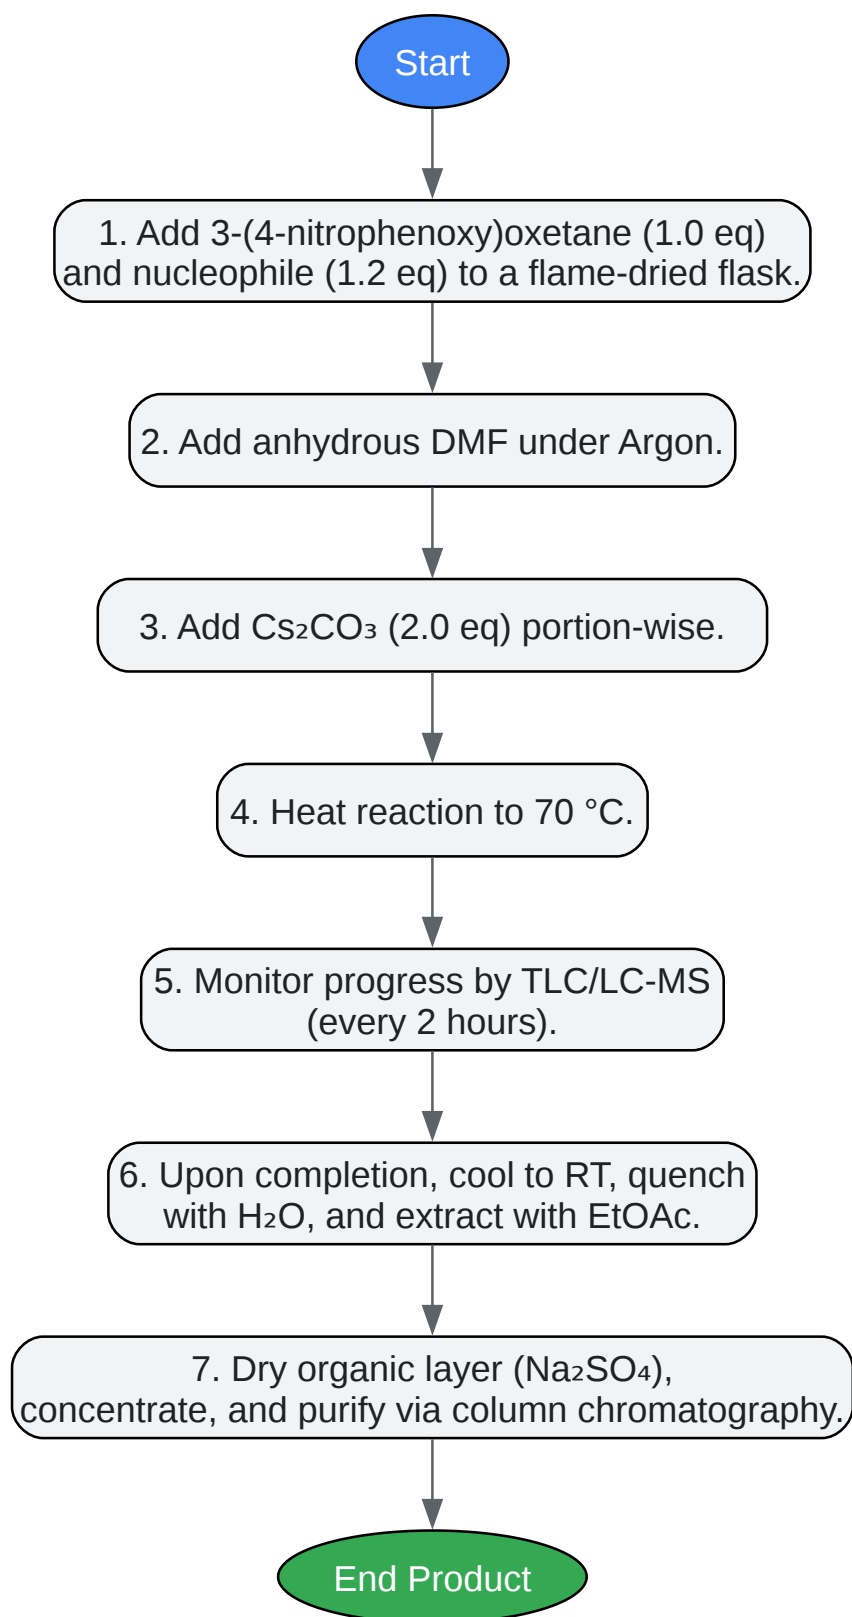 Start
1. Add 3-(4-nitrophenoxy)oxetane (1.0 eq)
and nucleophile (1.2 eq) to a flame-dried flask.
2. Add anhydrous DMF under Argon.
3. Add Cs₂CO₃ (2.0 eq) portion-wise.
4. Heat reaction to 70 °C.
5. Monitor progress by TLC/LC-MS
(every 2 hours).
6. Upon completion, cool to RT, quench
with H₂O, and extract with EtOAc.
7. Dry organic layer (Na₂SO₄),
concentrate, and purify via column chromatography.
End Product